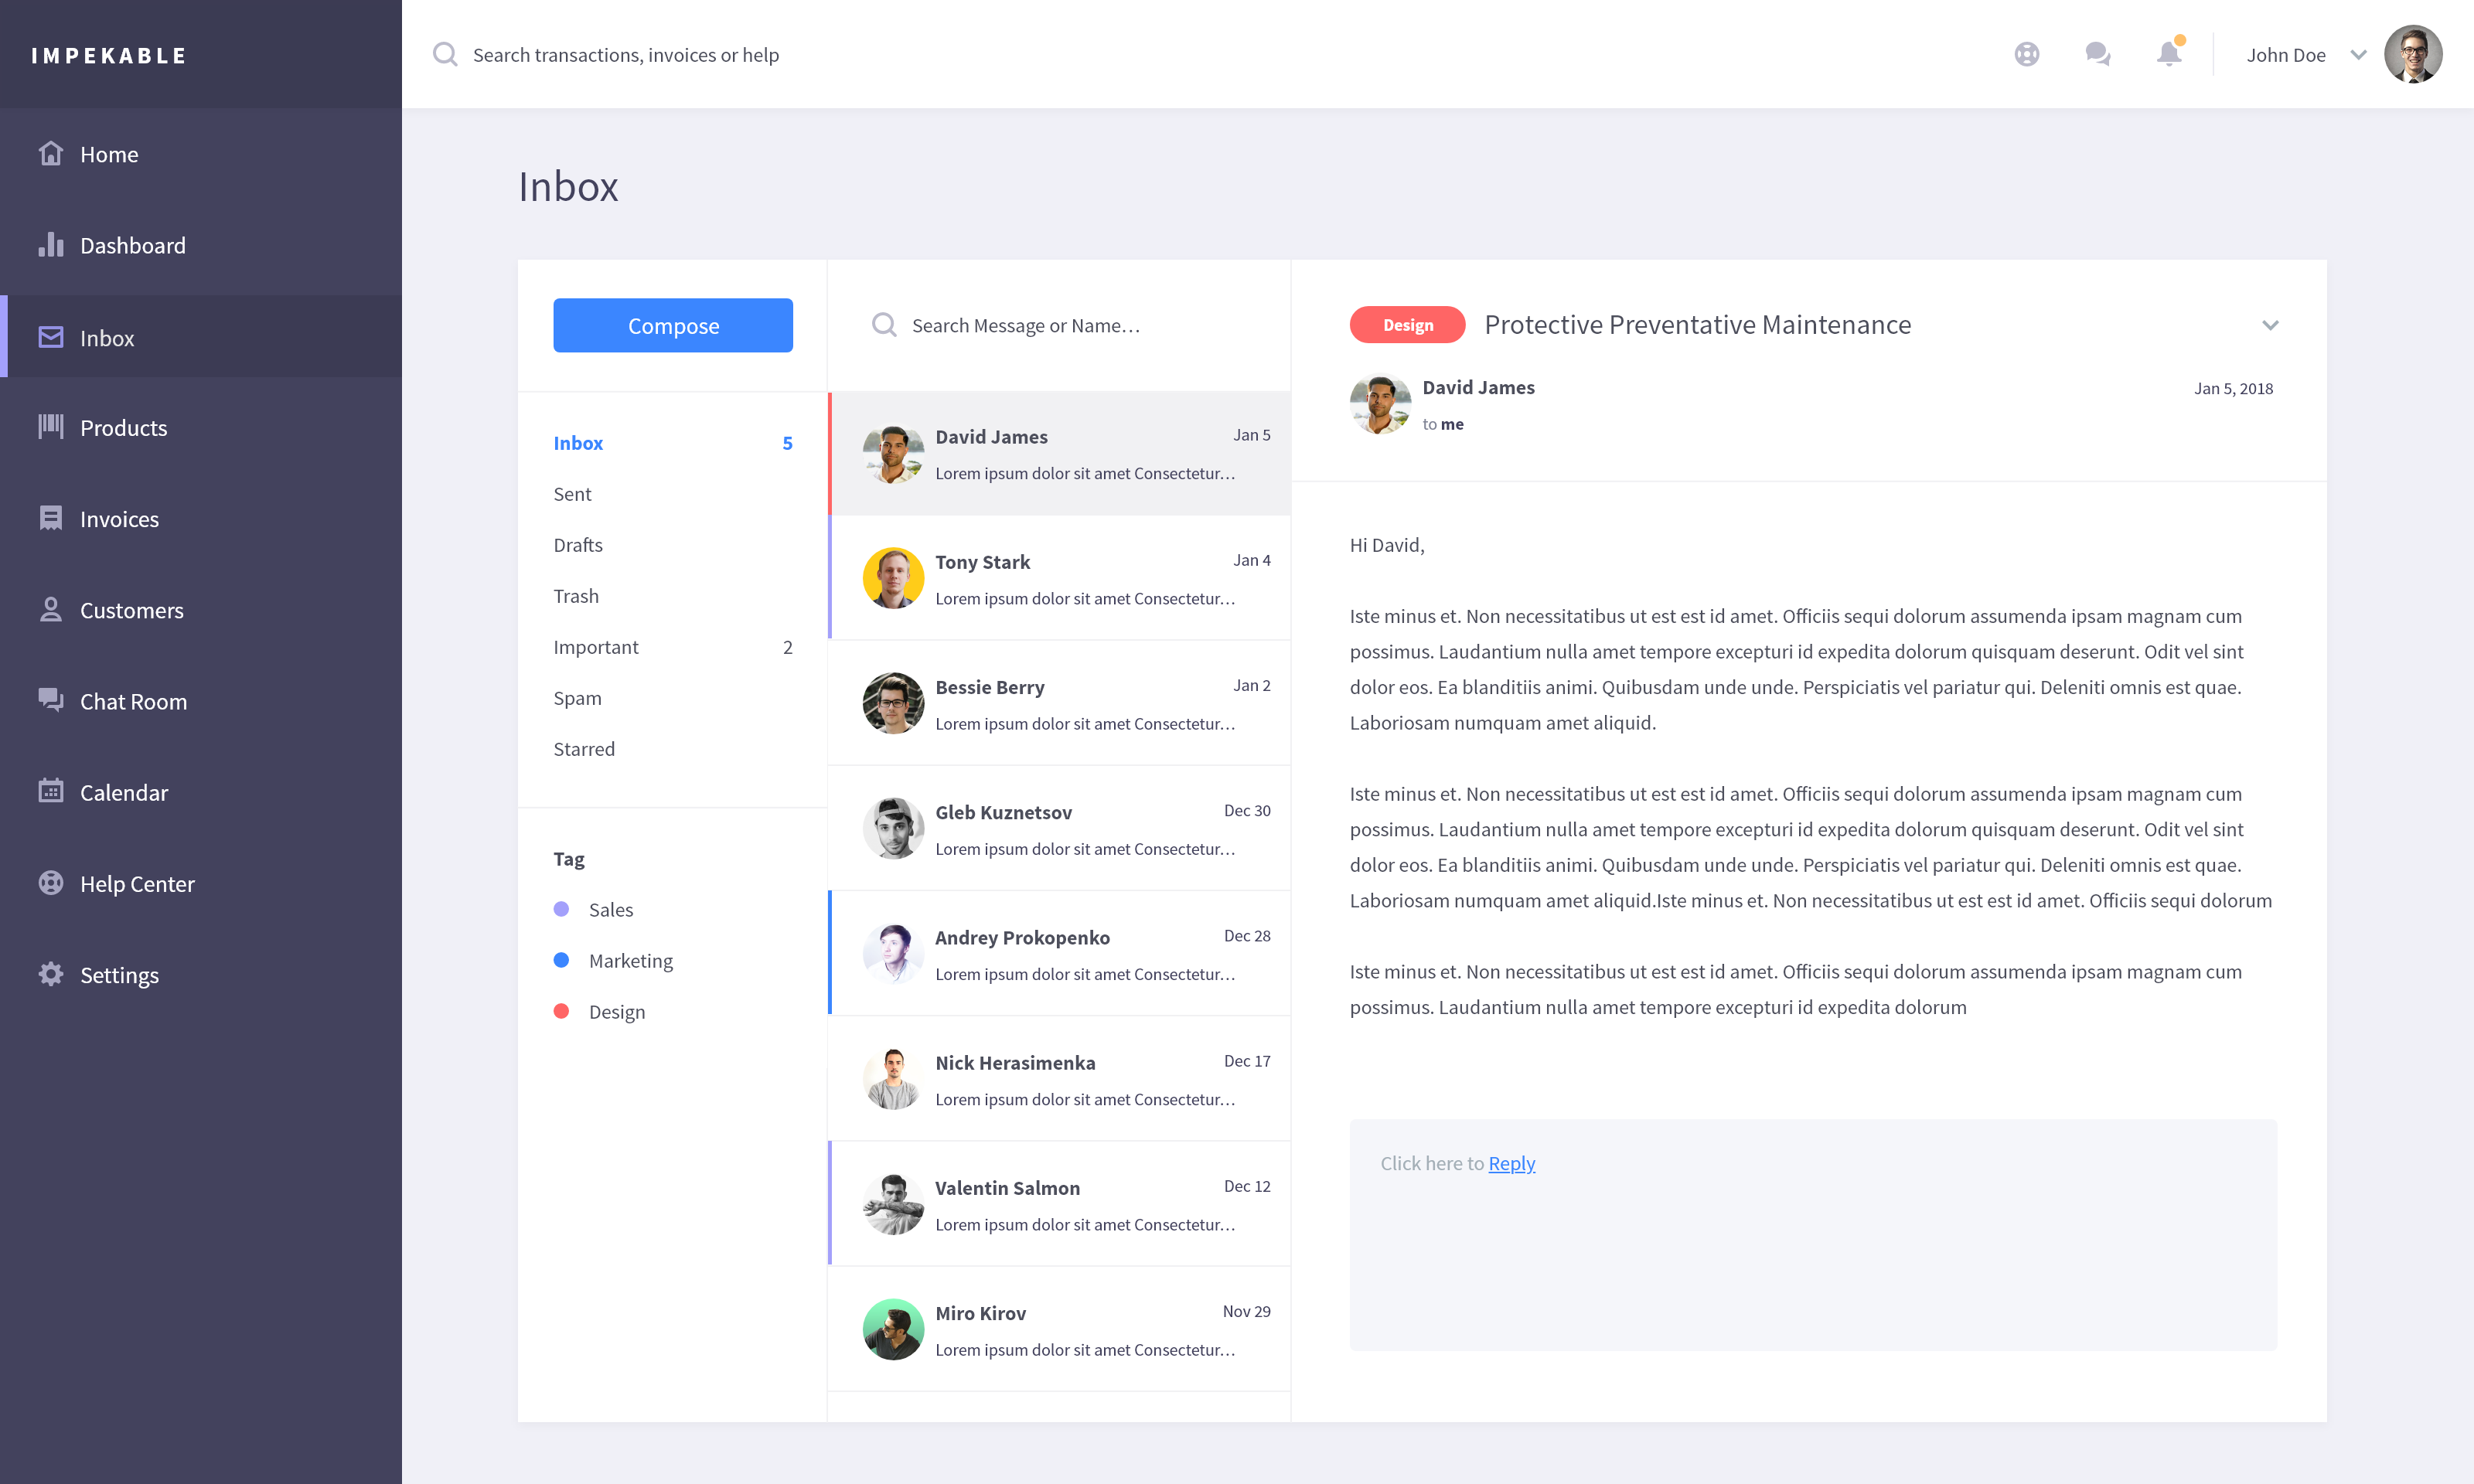 IMPEKABLE
Search transactions, invoices or help
John Doe
Home
Dashboard
Inbox
Products
Invoices
Customers
Chat Room
Calendar
Help Center
Settings
Inbox
Compose
Inbox 5
Sent
Drafts
Trash
Important 2
Spam
Starred
Tag
Sales
Marketing
Design
Search Message or Name…
David James Jan 5
Lorem ipsum dolor sit amet Consectetur…
Tony Stark Jan 4
Lorem ipsum dolor sit amet Consectetur…
Bessie Berry Jan 2
Lorem ipsum dolor sit amet Consectetur…
Gleb Kuznetsov Dec 30
Lorem ipsum dolor sit amet Consectetur…
Andrey Prokopenko Dec 28
Lorem ipsum dolor sit amet Consectetur…
Nick Herasimenka Dec 17
Lorem ipsum dolor sit amet Consectetur…
Valentin Salmon Dec 12
Lorem ipsum dolor sit amet Consectetur…
Miro Kirov Nov 29
Lorem ipsum dolor sit amet Consectetur…
Design Protective Preventative Maintenance
David James Jan 5, 2018
to me
Hi David,
Iste minus et. Non necessitatibus ut est est id amet. Officiis sequi dolorum assumenda ipsam magnam cum
possimus. Laudantium nulla amet tempore excepturi id expedita dolorum quisquam deserunt. Odit vel sint
dolor eos. Ea blanditiis animi. Quibusdam unde unde. Perspiciatis vel pariatur qui. Deleniti omnis est quae.
Laboriosam numquam amet aliquid.
Iste minus et. Non necessitatibus ut est est id amet. Officiis sequi dolorum assumenda ipsam magnam cum
possimus. Laudantium nulla amet tempore excepturi id expedita dolorum quisquam deserunt. Odit vel sint
dolor eos. Ea blanditiis animi. Quibusdam unde unde. Perspiciatis vel pariatur qui. Deleniti omnis est quae.
Laboriosam numquam amet aliquid.Iste minus et. Non necessitatibus ut est est id amet. Officiis sequi dolorum
Iste minus et. Non necessitatibus ut est est id amet. Officiis sequi dolorum assumenda ipsam magnam cum
possimus. Laudantium nulla amet tempore excepturi id expedita dolorum
Click here to Reply